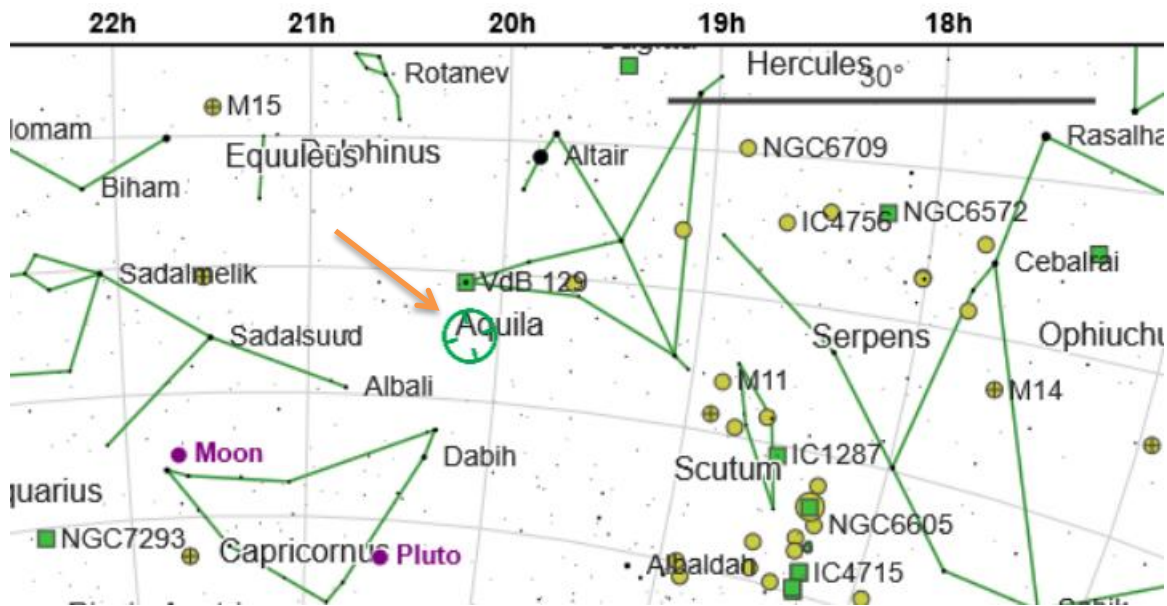 22h 21h 20h 19h 18h
Hercules
30°
Rotanev
M15
Equuleus
Delphinus
Altair
NGC6709
Rasalha
Biham
IC4756
NGC6572
Sadalmelik
VdB 129
Cebalrai
Aquila
Sadalsuud
Serpens
Ophiuchu
Albali
M11
M14
Moon
Dabih
IC1287
Scutum
quarius
NGC7293
Capricornus
Pluto
NGC6605
Albaldah
IC4715